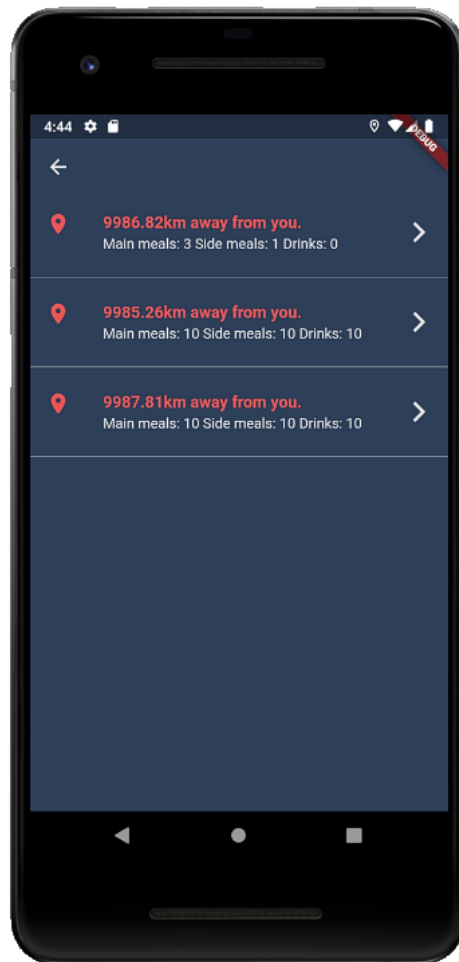 4:44
DEBUG
9986.82km away from you.
Main meals: 3 Side meals: 1 Drinks: 0
9985.26km away from you.
Main meals: 10 Side meals: 10 Drinks: 10
9987.81km away from you.
Main meals: 10 Side meals: 10 Drinks: 10